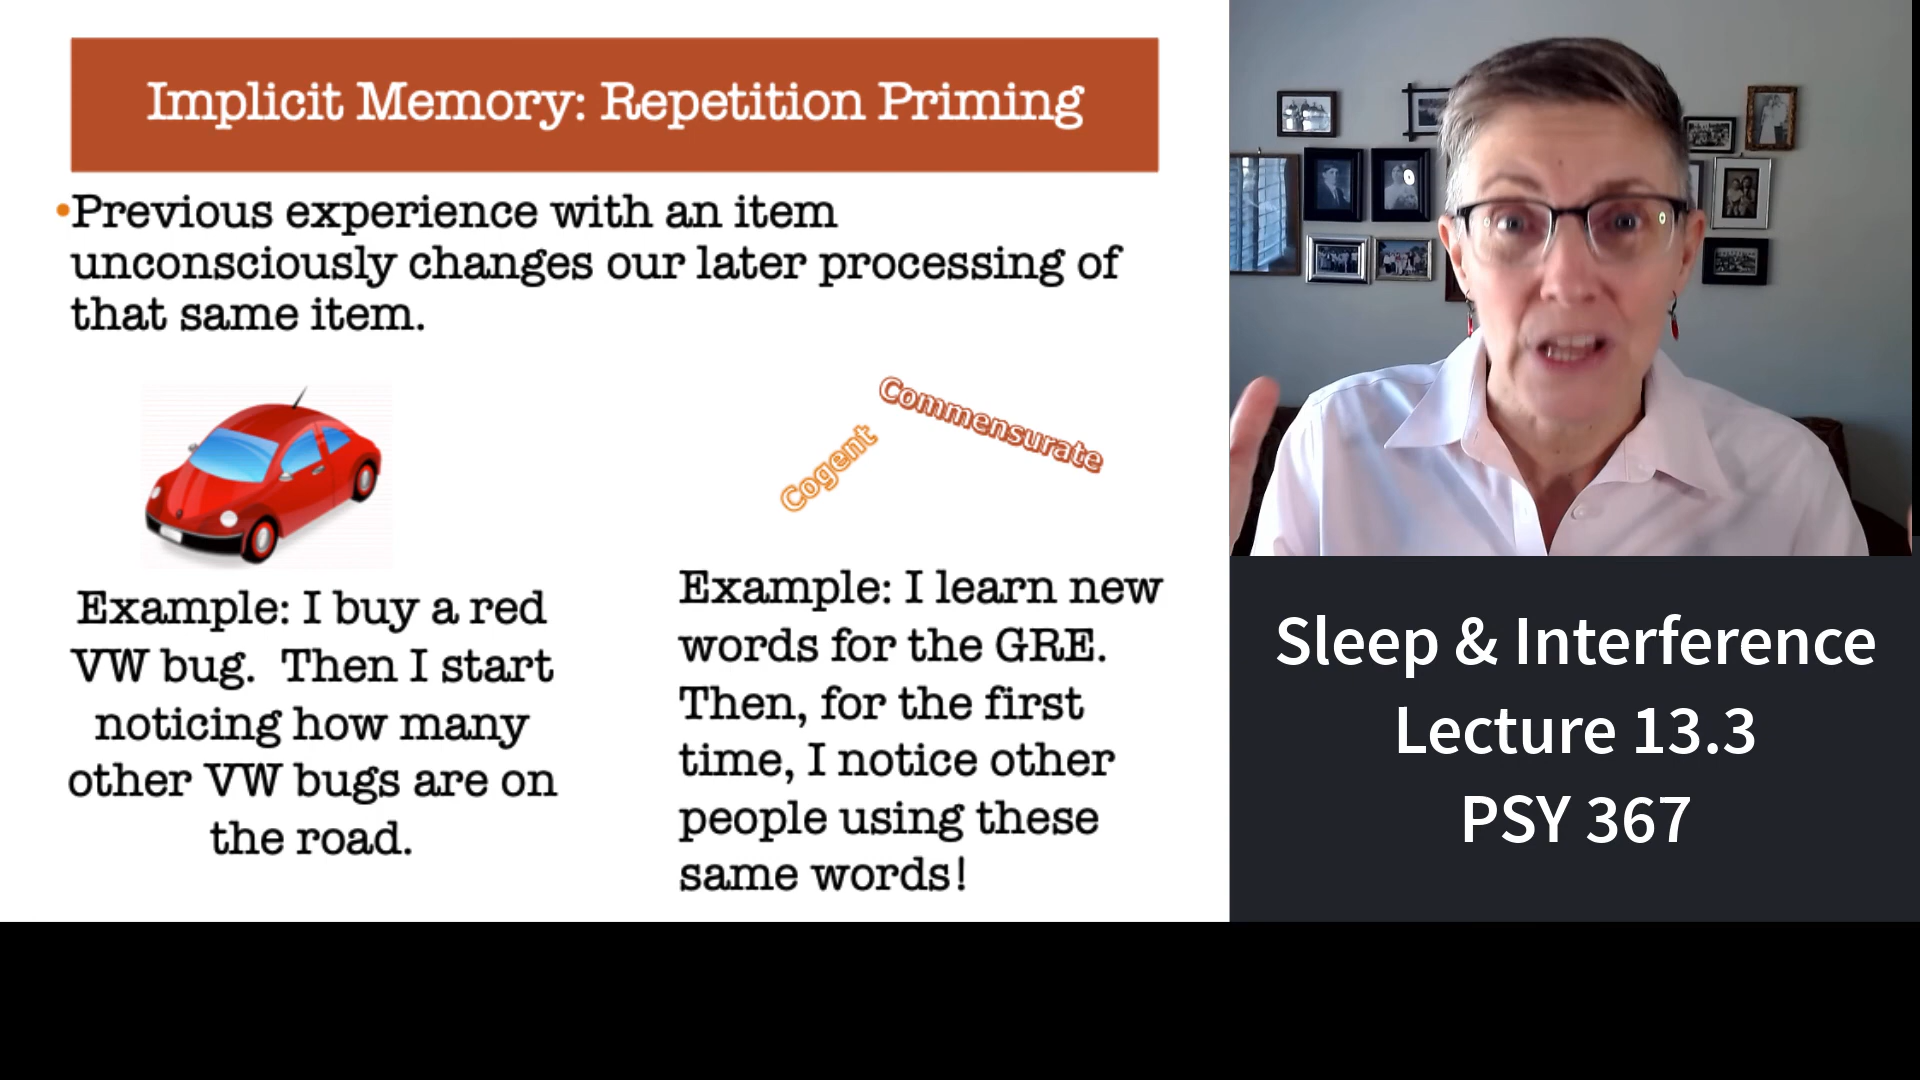 Implicit Memory: Repetition Priming
•Previous experience with an item
unconsciously changes our later processing of
that same item.
Commensurate
Cogent
Example: I buy a red
VW bug.  Then I start
noticing how many
other VW bugs are on
the road.
Example: I learn new
words for the GRE.
Then, for the first
time, I notice other
people using these
same words!
Sleep & Interference
Lecture 13.3
PSY 367